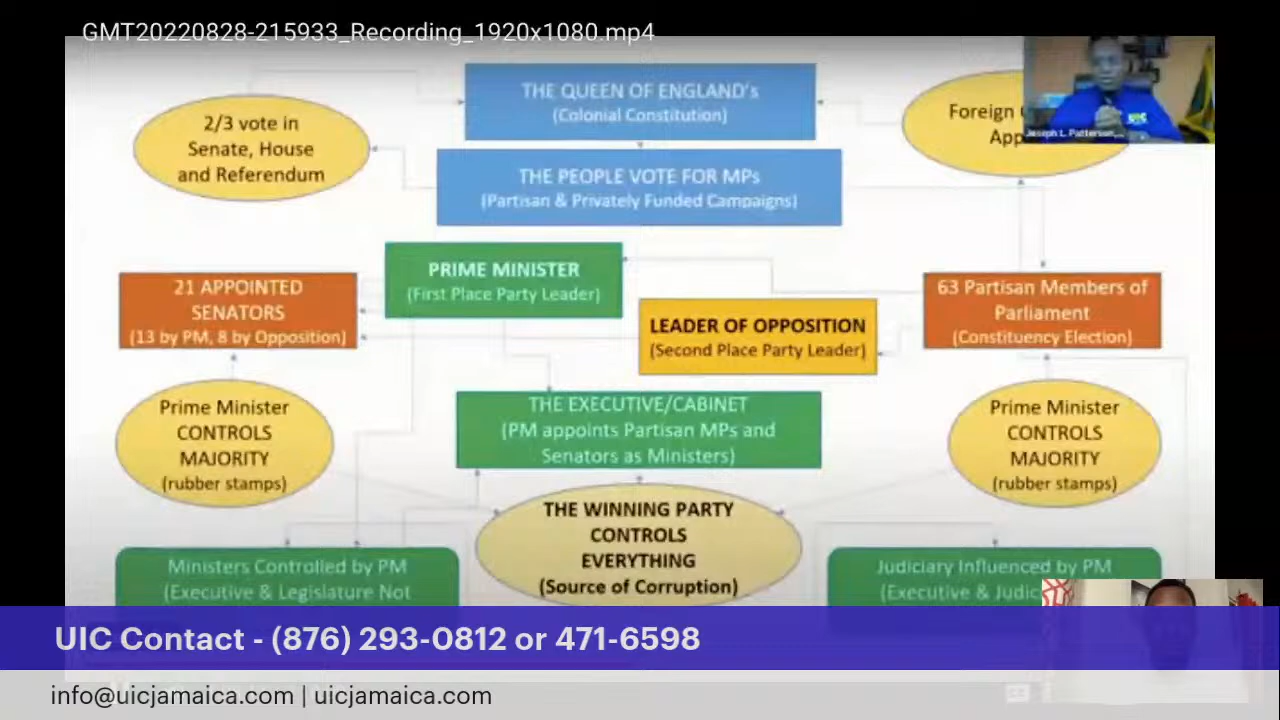 GMT20220828-215933_Recording_1920x1080.mp4
THE QUEEN OF ENGLAND's
(Colonial Constitution)
2/3 vote in
Senate, House
and Referendum
Foreign
Joseph L. Patterson,...
THE PEOPLE VOTE FOR MPs
(Partisan & Privately Funded Campaigns)
PRIME MINISTER
(First Place Party Leader)
21 APPOINTED
SENATORS
(13 by PM, 8 by Opposition)
LEADER OF OPPOSITION
(Second Place Party Leader)
63 Partisan Members of
Parliament
(Constituency Election)
Prime Minister
CONTROLS
MAJORITY
(rubber stamps)
THE EXECUTIVE/CABINET
(PM appoints Partisan MPs and
Senators as Ministers)
Prime Minister
CONTROLS
MAJORITY
(rubber stamps)
THE WINNING PARTY
CONTROLS
EVERYTHING
(Source of Corruption)
Ministers Controlled by PM
(Executive & Legislature Not
Judiciary Influenced by PM
(Executive &
UIC Contact - (876) 293-0812 or 471-6598
info@uicjamaica.com | uicjamaica.com